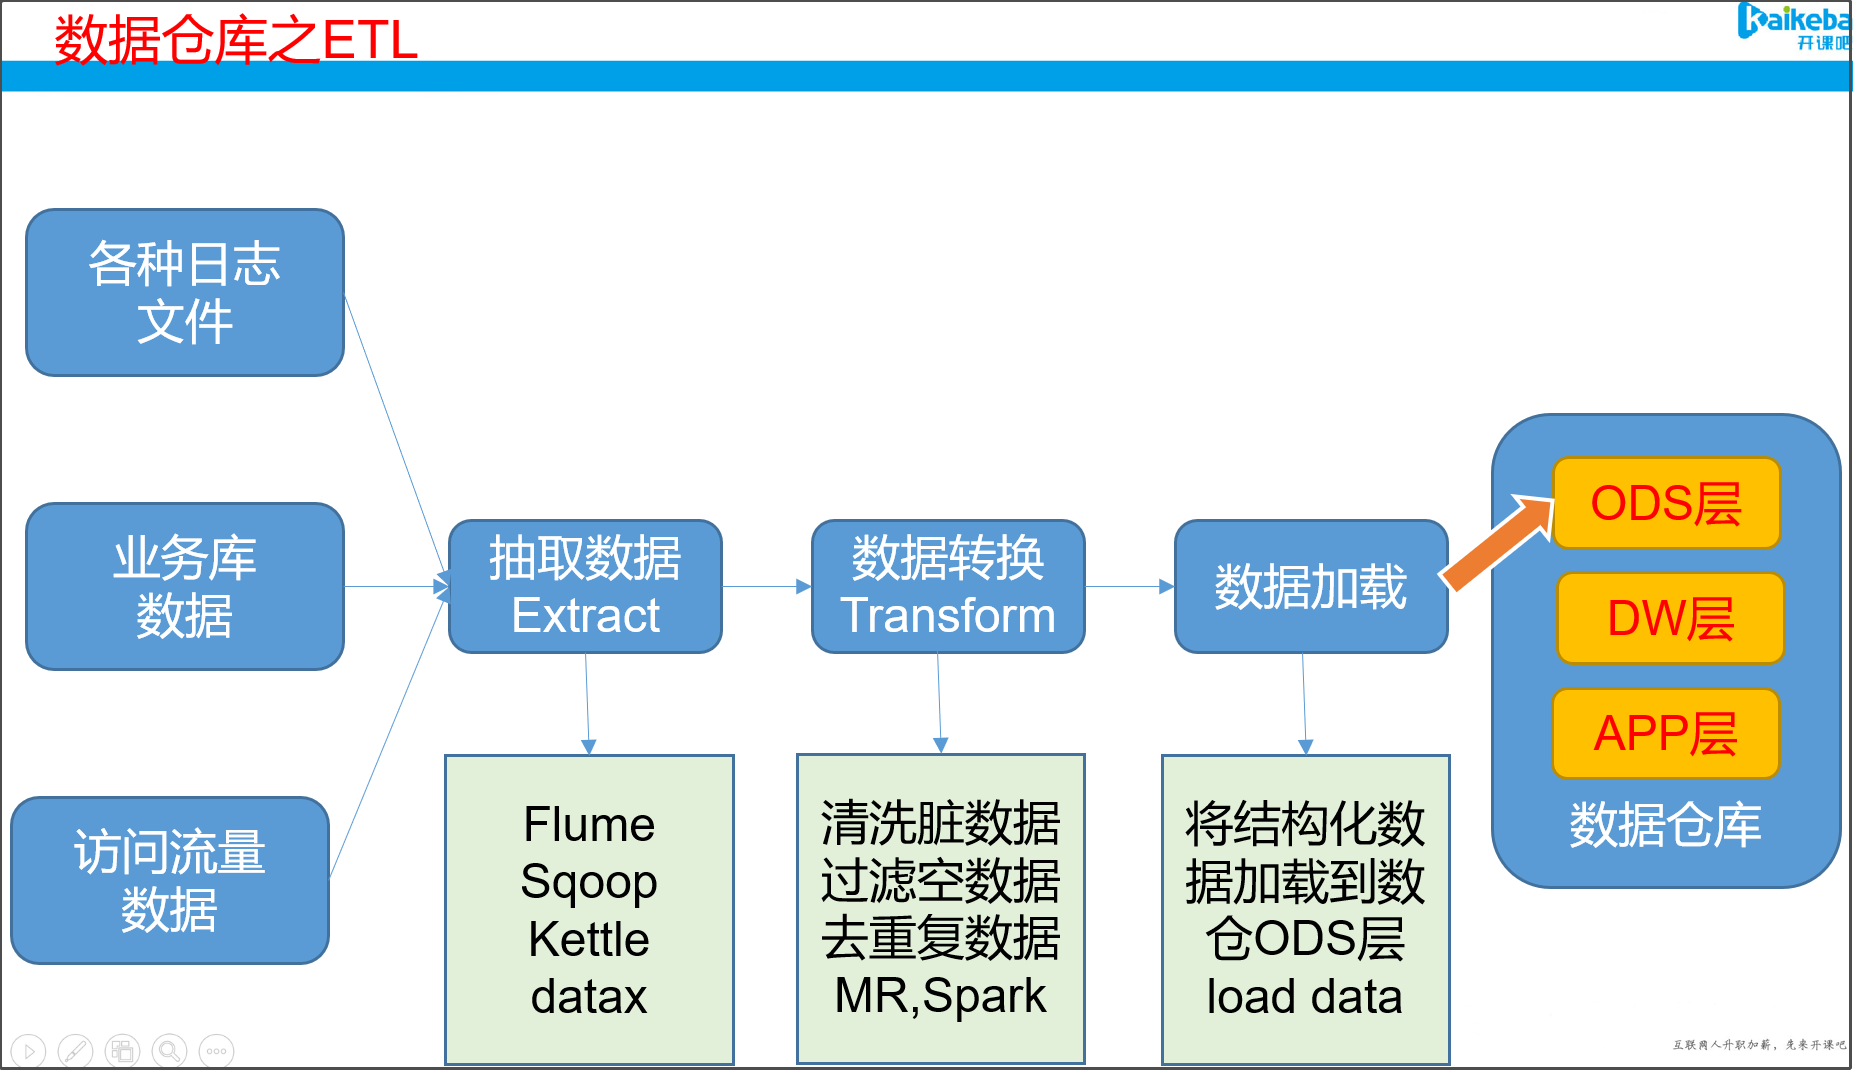 数据仓库之ETL
Kaikeba
开课吧
各种日志
文件
业务库
数据
访问流量
数据
抽取数据
Extract
数据转换
Transform
数据加载
ODS层
DW层
APP层
数据仓库
Flume
Sqoop
Kettle
datax
清洗脏数据
过滤空数据
去重复数据
MR,Spark
将结构化数
据加载到数
仓ODS层
load data
互联网人升职加薪，先来开课吧